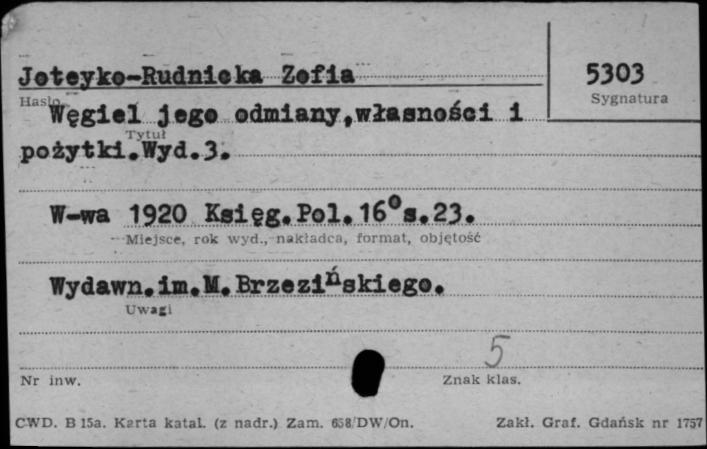 Joteyko-Rudnicka Zofia
5303
Hasło
Sygnatura
Węgiel jego odmiany,własności i
Tytuł
pożytki.Wyd.3.
W-wa 1920 Księg.Pol.16°s.23.
Miejsce, rok wyd., nakładca, format, objętość
Wydawn.im.M.Brzezińskiego.
Uwagi
5
Nr inw.
Znak klas.
CWD. B 15a. Karta katal. (z nadr.) Zam. 658/DW/On.
Zakł. Graf. Gdańsk nr 1757